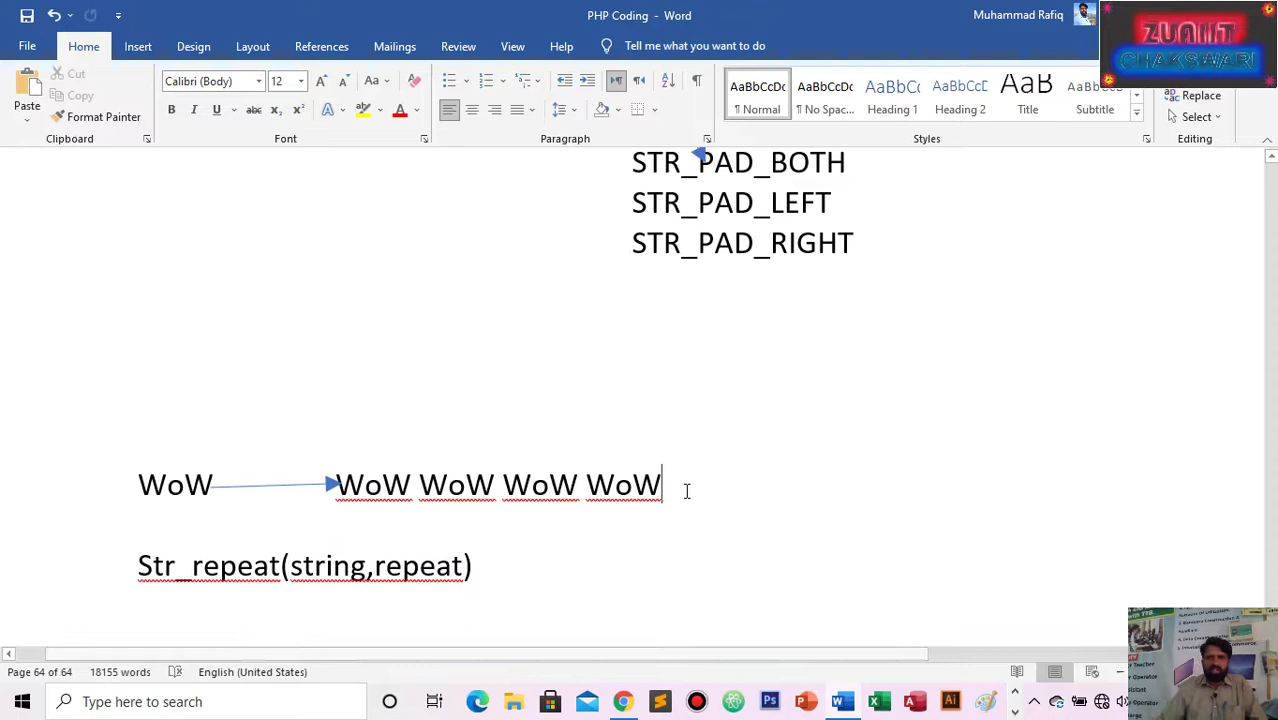 PHP Coding - Word
Muhammad Rafiq
ZUAIIT
CHAKSWARI
File Home Insert Design Layout References Mailings Review View Help Tell me what you want to do
Paste
Cut
Copy
Format Painter
Clipboard
Calibri (Body) 12
Font
Paragraph
AaBbCcDc AaBbCcDc AaBbCc AaBbCcD AaB AaBbCcD
¶ Normal ¶ No Spac... Heading 1 Heading 2 Title Subtitle
Styles
Replace
Select
Editing
STR_PAD_BOTH
STR_PAD_LEFT
STR_PAD_RIGHT
WoW WoW WoW WoW WoW
Str_repeat(string,repeat)
Page 64 of 64 18155 words English (United States)
Type here to search